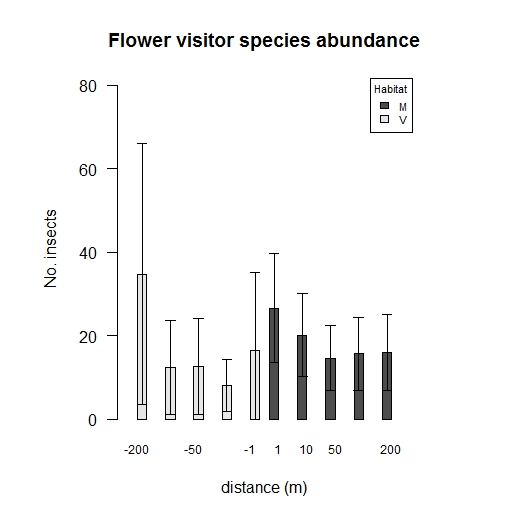 Flower visitor species abundance
Habitat
M
V
80
60
40
20
0
No. insects
-200 -50 -1 1 10 50 200
distance (m)